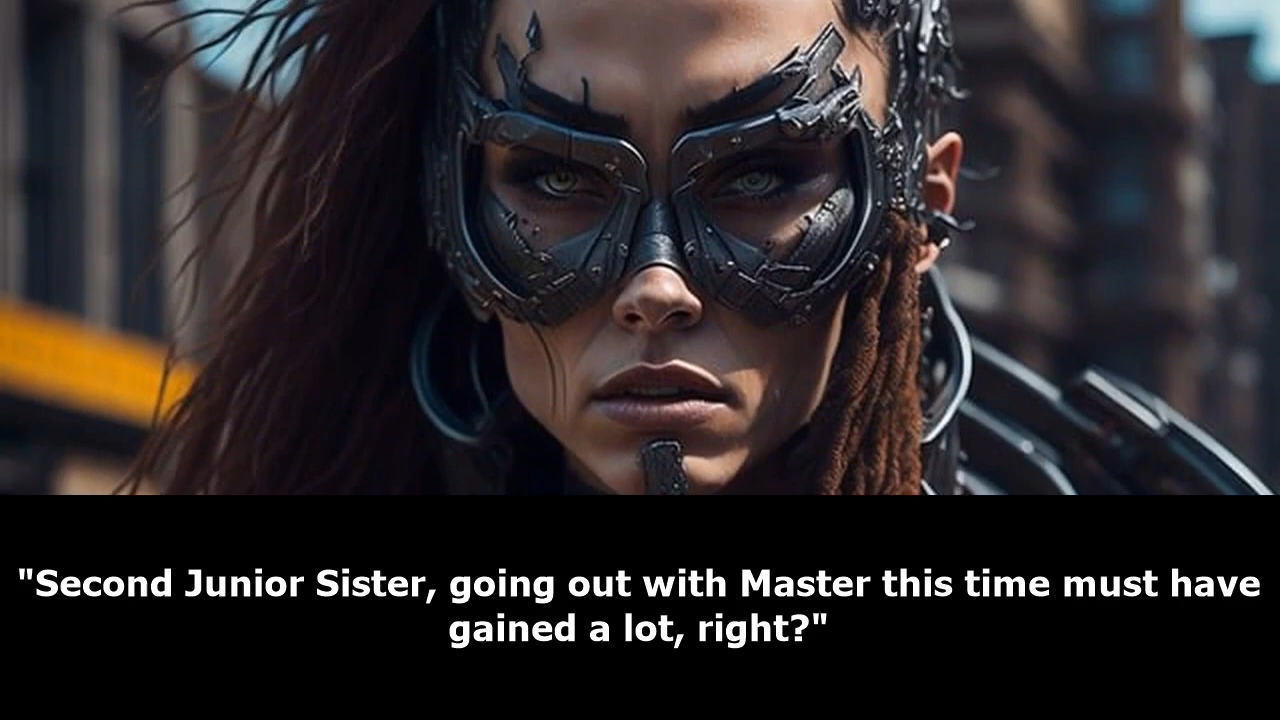 "Second Junior Sister, going out with Master this time must have
gained a lot, right?"